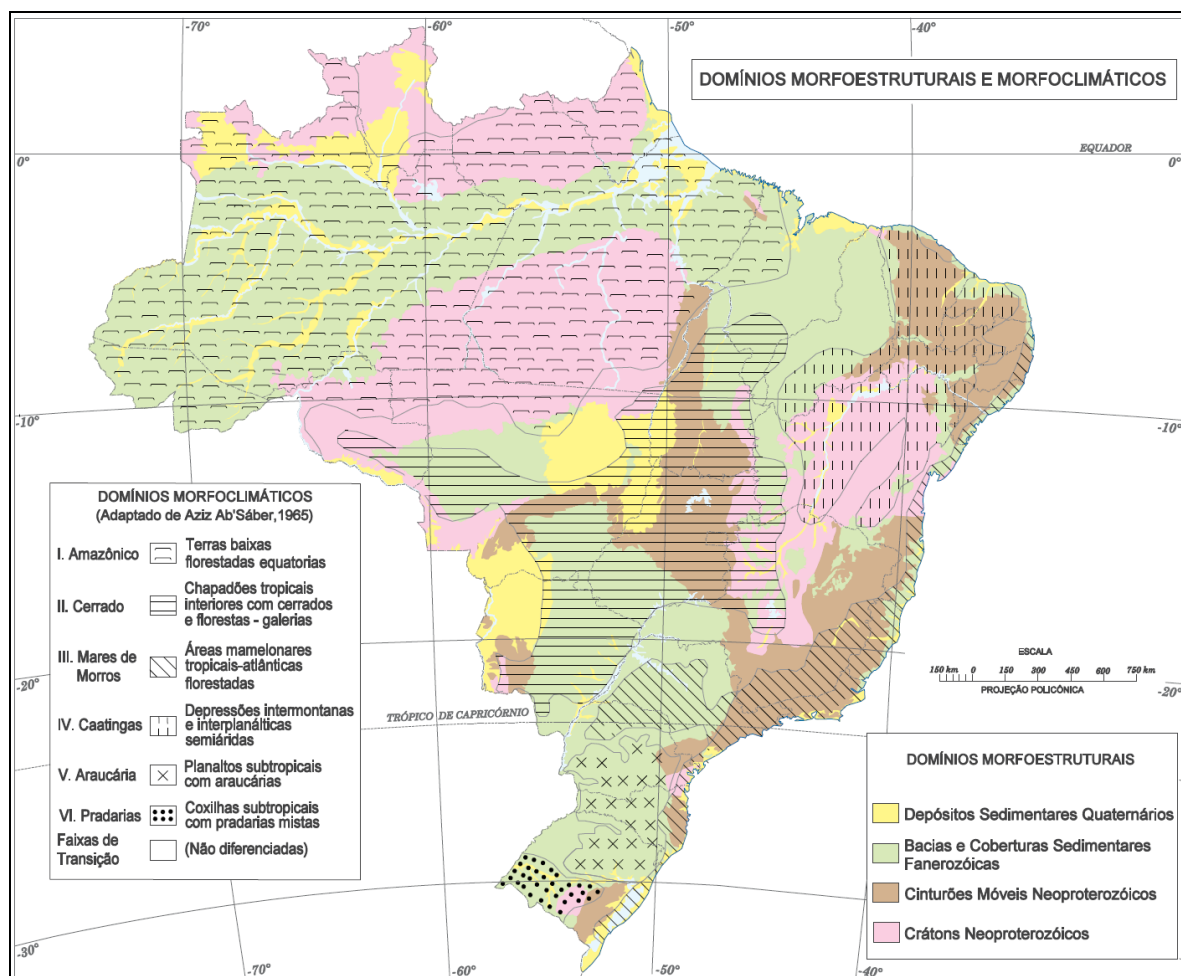 -70°
-60°
-50°
-40°
DOMÍNIOS MORFOESTRUTURAIS E MORFOCLIMÁTICOS
EQUADOR
0°
0°
-10°
-10°
DOMÍNIOS MORFOCLIMÁTICOS
(Adaptado de Aziz Ab'Sáber,1965)
I. Amazônico
Terras baixas
florestadas equatorias
II. Cerrado
Chapadões tropicais
interiores com cerrados
e florestas - galerias
III. Mares de
Morros
Áreas mamelonares
tropicais-atlânticas
florestadas
IV. Caatingas
Depressões intermontanas
e interplanálticas
semiáridas
V. Araucária
Planaltos subtropicais
com araucárias
VI. Pradarias
Coxilhas subtropicais
com pradarias mistas
Faixas de
Transição
(Não diferenciadas)
ESCALA
150 km 0 150 300 450 600 750 km
PROJEÇÃO POLICÔNICA
-20°
-20°
TRÓPICO DE CAPRICÓRNIO
DOMÍNIOS MORFOESTRUTURAIS
Depósitos Sedimentares Quaternários
Bacias e Coberturas Sedimentares
Fanerozóicas
Cinturões Móveis Neoproterozóicos
Crátons Neoproterozóicos
-30°
-30°
-70°
-60°
-50°
-40°